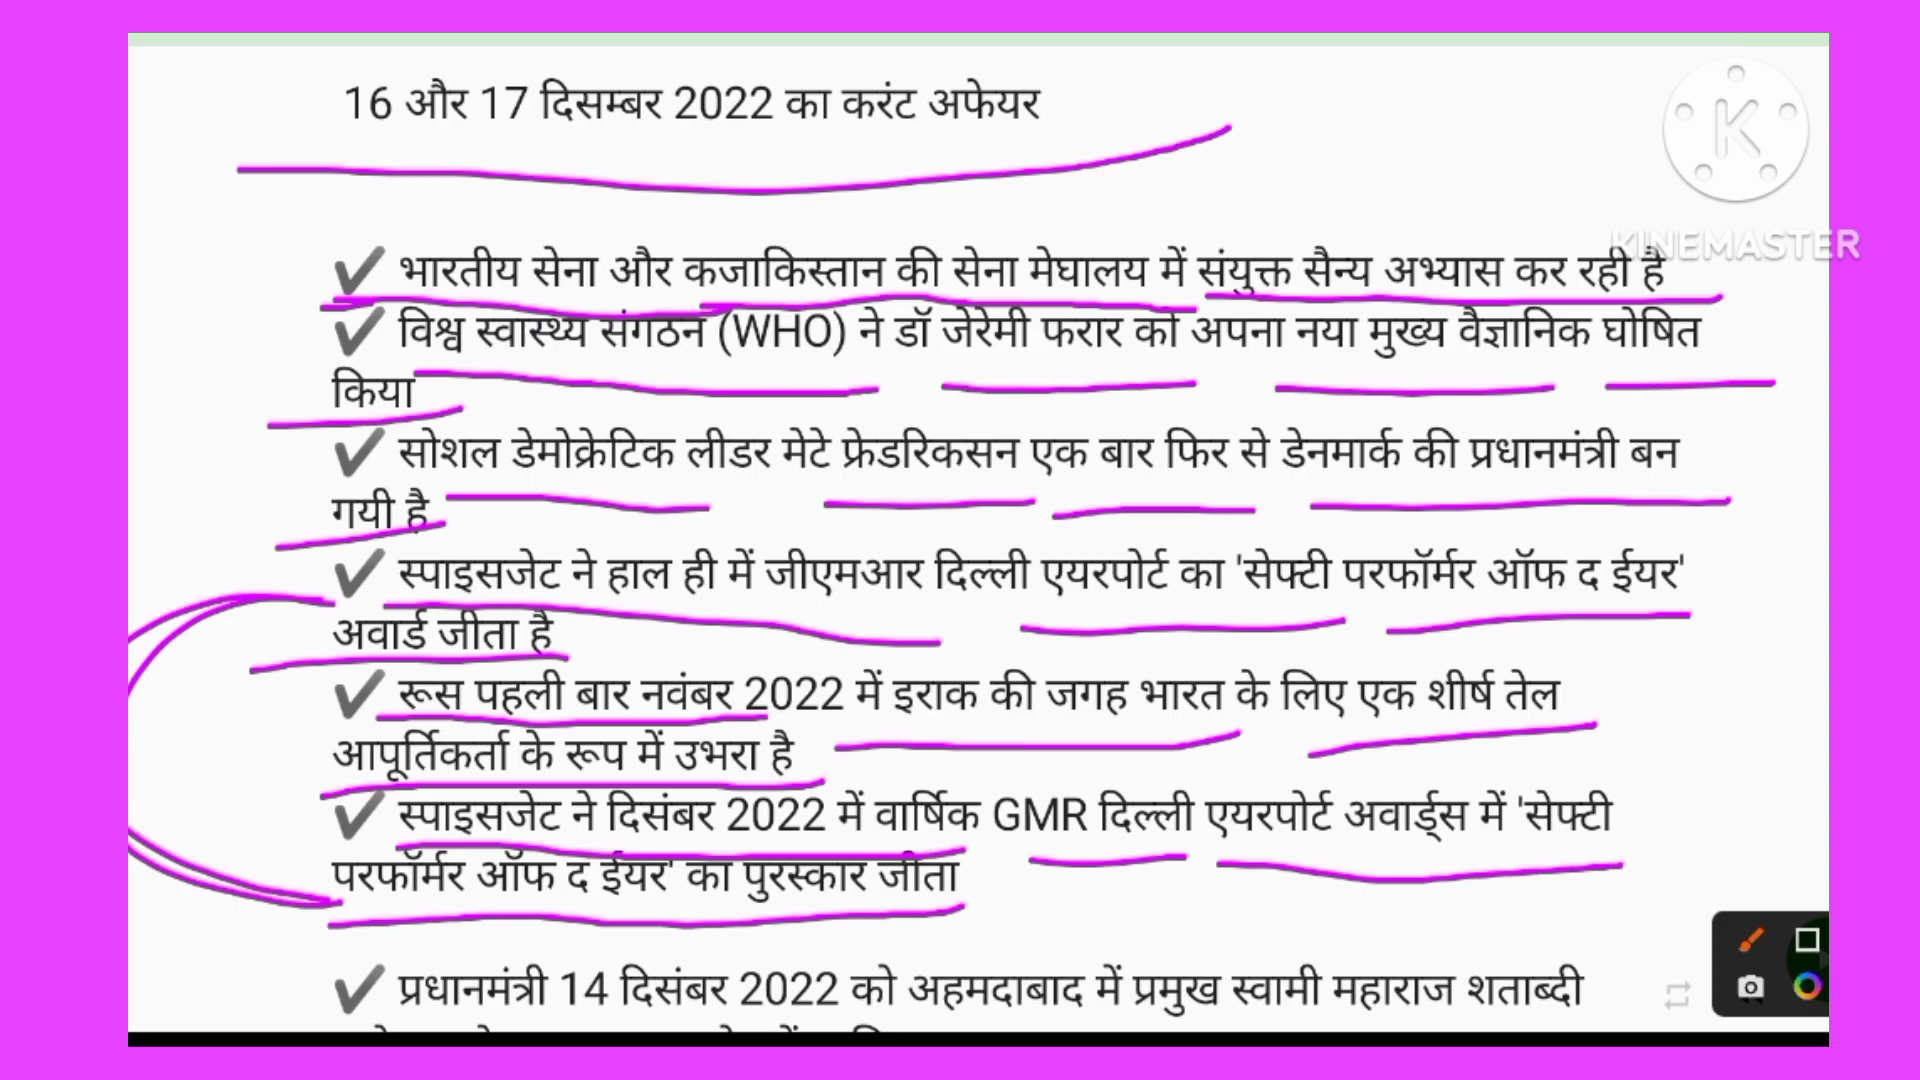 16 और 17 दिसम्बर 2022 का करंट अफेयर
K
KINEMASTER
✔ भारतीय सेना और कजाकिस्तान की सेना मेघालय में संयुक्त सैन्य अभ्यास कर रही है
✔ विश्व स्वास्थ्य संगठन (WHO) ने डॉ जेरेमी फरार को अपना नया मुख्य वैज्ञानिक घोषित
किया
✔ सोशल डेमोक्रेटिक लीडर मेटे फ्रेडरिकसन एक बार फिर से डेनमार्क की प्रधानमंत्री बन
गयी है
✔ स्पाइसजेट ने हाल ही में जीएमआर दिल्ली एयरपोर्ट का 'सेफ्टी परफॉर्मर ऑफ द ईयर'
अवार्ड जीता है
✔ रूस पहली बार नवंबर 2022 में इराक की जगह भारत के लिए एक शीर्ष तेल
आपूर्तिकर्ता के रूप में उभरा है
✔ स्पाइसजेट ने दिसंबर 2022 में वार्षिक GMR दिल्ली एयरपोर्ट अवार्ड्स में 'सेफ्टी
परफॉर्मर ऑफ द ईयर' का पुरस्कार जीता
✔ प्रधानमंत्री 14 दिसंबर 2022 को अहमदाबाद में प्रमुख स्वामी महाराज शताब्दी